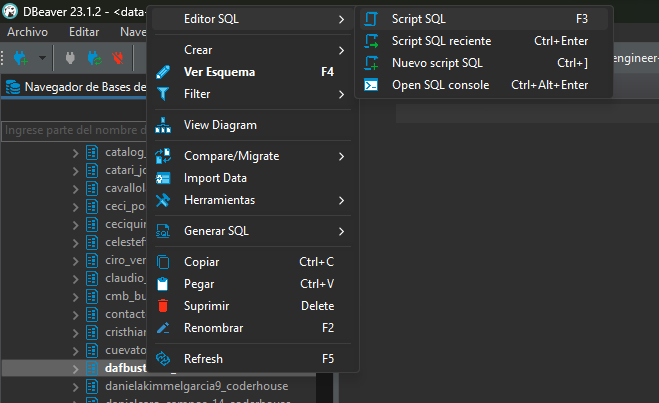 DBeaver 23.1.2 - <data-
Archivo Editar Nave
Navegador de Bases de
Ingrese parte del nombre d
catalog_
catari_jo
cavallola
ceci_po
ceciquin
celestef
ciro_ver
claudio_
cmb_bu
contact
cristhian
cuevato
dafbust
danielakimmelgarcia9_coderhouse
Editor SQL
Crear
Ver Esquema F4
Filter
View Diagram
Compare/Migrate
Import Data
Herramientas
Generar SQL
Copiar Ctrl+C
Pegar Ctrl+V
Suprimir Delete
Renombrar F2
Refresh F5
Script SQL F3
Script SQL reciente Ctrl+Enter
Nuevo script SQL Ctrl+]
Open SQL console Ctrl+Alt+Enter
engineer-